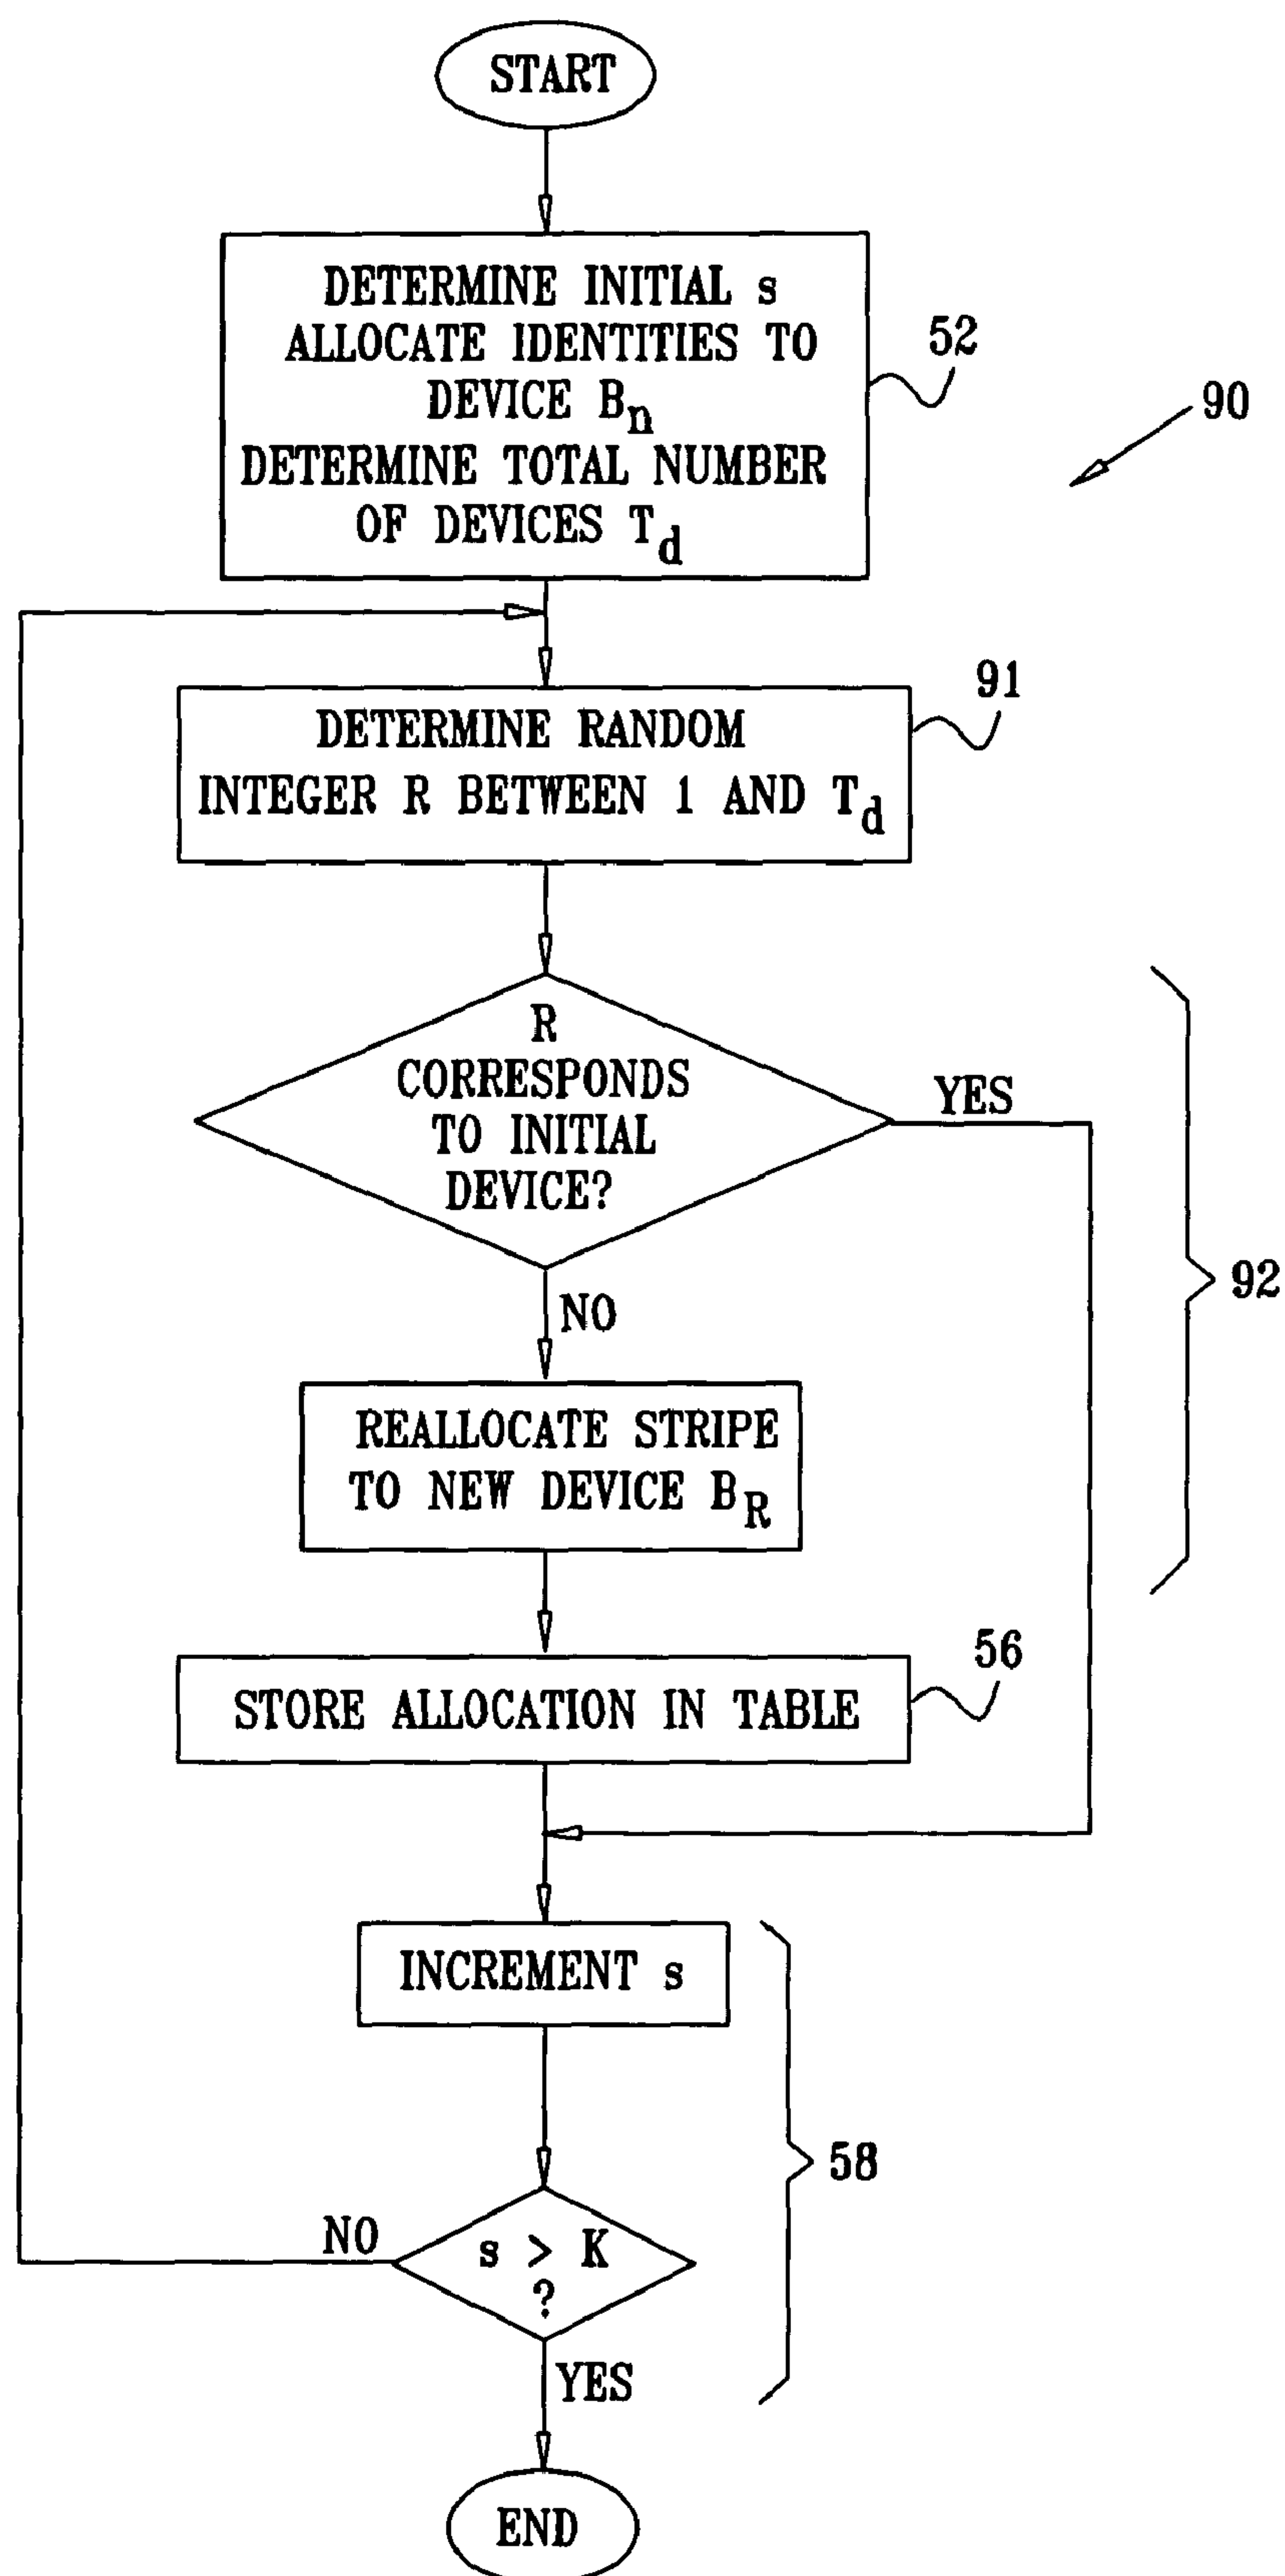 START
DETERMINE INITIAL s
ALLOCATE IDENTITIES TO
DEVICE Bn
DETERMINE TOTAL NUMBER
OF DEVICES Td
52
90
91
DETERMINE RANDOM
INTEGER R BETWEEN 1 AND Td
R
CORRESPONDS
TO INITIAL
DEVICE?
YES
92
NO
REALLOCATE STRIPE
TO NEW DEVICE BR
56
STORE ALLOCATION IN TABLE
INCREMENT s
58
NO
s > K
?
YES
END